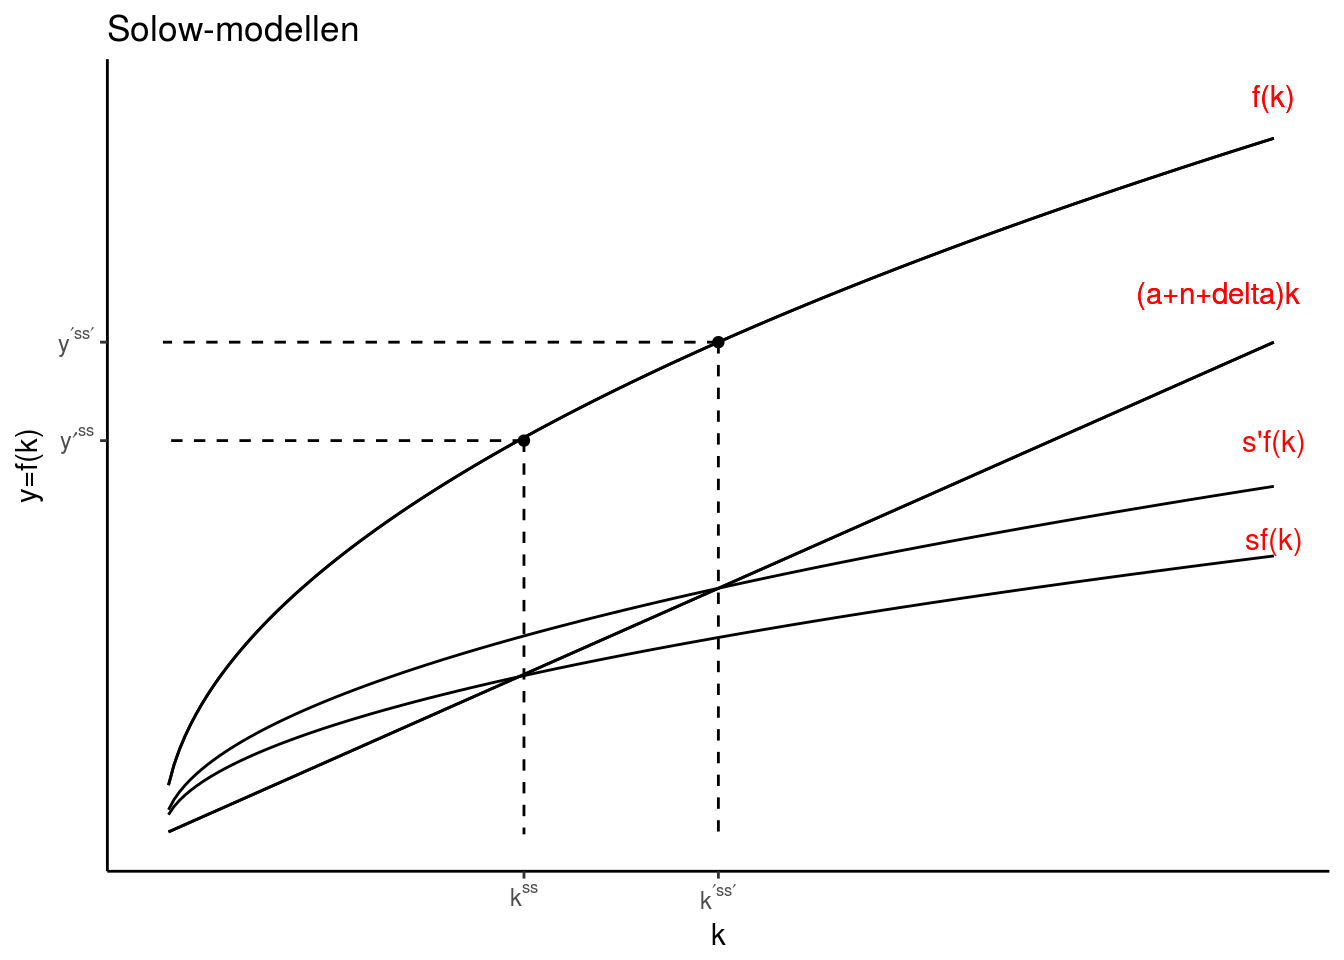 Solow-modellen
f(k)
(a+n+delta)k
y′ss′
s'f(k)
y′ss
y=f(k)
sf(k)
kss
k′ss′
k